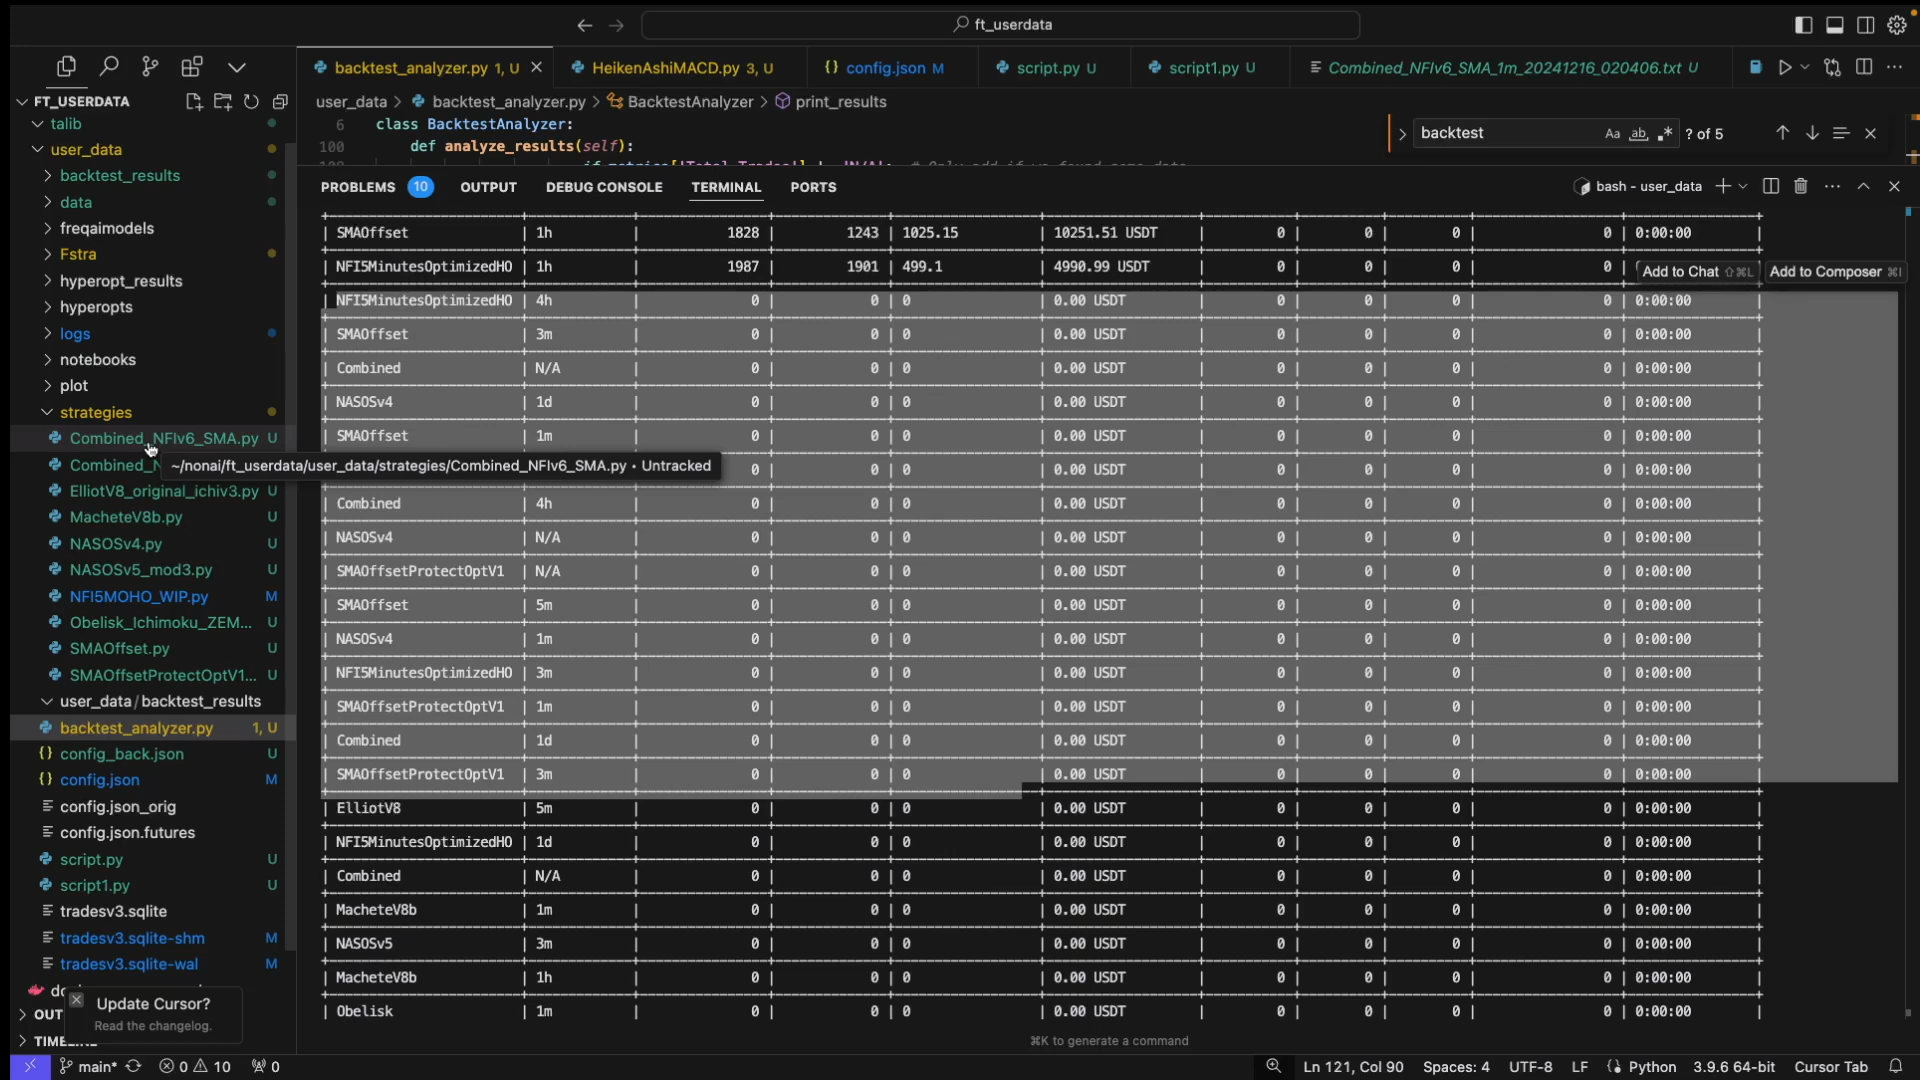 ft_userdata
backtest_analyzer.py 1, U
HeikenAshiMACD.py 3, U
{} config.json M
script.py U
script1.py U
Combined_NFIv6_SMA_1m_20241216_020406.txt U
FT_USERDATA
user_data > backtest_analyzer.py > BacktestAnalyzer > print_results
talib
user_data
backtest_results
data
freqaimodels
Fstra
hyperopt_results
hyperopts
logs
notebooks
plot
strategies
Combined_NFIv6_SMA.py U
Combined_N
~/nonai/ft_userdata/user_data/strategies/Combined_NFIv6_SMA.py • Untracked
ElliotV8_original_ichiv3.py U
MacheteV8b.py U
NASOSv4.py U
NASOSv5_mod3.py U
NFI5MOHO_WIP.py M
Obelisk_Ichimoku_ZEM... U
SMAOffset.py U
SMAOffsetProtectOptV1... U
user_data/backtest_results
backtest_analyzer.py 1, U
{} config_back.json U
{} config.json M
config.json_orig
config.json.futures
script.py U
script1.py U
tradesv3.sqlite
tradesv3.sqlite-shm M
tradesv3.sqlite-wal M
Update Cursor?
Read the changelog.
OUT
TIMELIN
6 class BacktestAnalyzer:
100 def analyze_results(self):
backtest
Aa ab .* ? of 5
PROBLEMS 10 OUTPUT DEBUG CONSOLE TERMINAL PORTS
bash - user_data
| SMAOffset | 1h | 1828 | 1243 | 1025.15 | 10251.51 USDT | 0 | 0 | 0 | 0 | 0:00:00 |
| NFI5MinutesOptimizedHO | 1h | 1987 | 1901 | 499.1 | 4990.99 USDT | 0 | 0 | 0 | 0 |
Add to Chat ⇧⌘L Add to Composer ⌘I
| NFI5MinutesOptimizedHO | 4h | 0 | 0 | 0 | 0.00 USDT | 0 | 0 | 0 | 0 | 0:00:00 |
| SMAOffset | 3m | 0 | 0 | 0 | 0.00 USDT | 0 | 0 | 0 | 0 | 0:00:00 |
| Combined | N/A | 0 | 0 | 0 | 0.00 USDT | 0 | 0 | 0 | 0 | 0:00:00 |
| NASOSv4 | 1d | 0 | 0 | 0 | 0.00 USDT | 0 | 0 | 0 | 0 | 0:00:00 |
| SMAOffset | 1m | 0 | 0 | 0 | 0.00 USDT | 0 | 0 | 0 | 0 | 0:00:00 |
0 | 0 | 0 | 0.00 USDT | 0 | 0 | 0 | 0 | 0:00:00 |
| Combined | 4h | 0 | 0 | 0 | 0.00 USDT | 0 | 0 | 0 | 0 | 0:00:00 |
| NASOSv4 | N/A | 0 | 0 | 0 | 0.00 USDT | 0 | 0 | 0 | 0 | 0:00:00 |
| SMAOffsetProtectOptV1 | N/A | 0 | 0 | 0 | 0.00 USDT | 0 | 0 | 0 | 0 | 0:00:00 |
| SMAOffset | 5m | 0 | 0 | 0 | 0.00 USDT | 0 | 0 | 0 | 0 | 0:00:00 |
| NASOSv4 | 1m | 0 | 0 | 0 | 0.00 USDT | 0 | 0 | 0 | 0 | 0:00:00 |
| NFI5MinutesOptimizedHO | 3m | 0 | 0 | 0 | 0.00 USDT | 0 | 0 | 0 | 0 | 0:00:00 |
| SMAOffsetProtectOptV1 | 1m | 0 | 0 | 0 | 0.00 USDT | 0 | 0 | 0 | 0 | 0:00:00 |
| Combined | 1d | 0 | 0 | 0 | 0.00 USDT | 0 | 0 | 0 | 0 | 0:00:00 |
| SMAOffsetProtectOptV1 | 3m | 0 | 0 | 0 | 0.00 USDT | 0 | 0 | 0 | 0 | 0:00:00 |
| ElliotV8 | 5m | 0 | 0 | 0 | 0.00 USDT | 0 | 0 | 0 | 0 | 0:00:00 |
| NFI5MinutesOptimizedHO | 1d | 0 | 0 | 0 | 0.00 USDT | 0 | 0 | 0 | 0 | 0:00:00 |
| Combined | N/A | 0 | 0 | 0 | 0.00 USDT | 0 | 0 | 0 | 0 | 0:00:00 |
| MacheteV8b | 1m | 0 | 0 | 0 | 0.00 USDT | 0 | 0 | 0 | 0 | 0:00:00 |
| NASOSv5 | 3m | 0 | 0 | 0 | 0.00 USDT | 0 | 0 | 0 | 0 | 0:00:00 |
| MacheteV8b | 1h | 0 | 0 | 0 | 0.00 USDT | 0 | 0 | 0 | 0 | 0:00:00 |
| Obelisk | 1m | 0 | 0 | 0 | 0.00 USDT | 0 | 0 | 0 | 0 | 0:00:00 |
⌘K to generate a command
main* 0 10 0
Ln 121, Col 90 Spaces: 4 UTF-8 LF Python 3.9.6 64-bit Cursor Tab